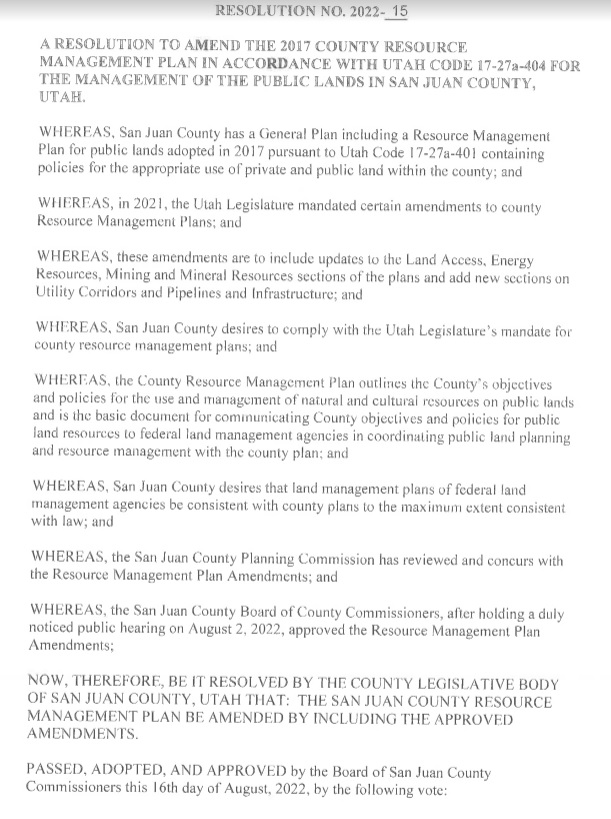 RESOLUTION NO. 2022- 15
A RESOLUTION TO AMEND THE 2017 COUNTY RESOURCE
MANAGEMENT PLAN IN ACCORDANCE WITH UTAH CODE 17-27a-404 FOR
THE MANAGEMENT OF THE PUBLIC LANDS IN SAN JUAN COUNTY,
UTAH.
WHEREAS, San Juan County has a General Plan including a Resource Management
Plan for public lands adopted in 2017 pursuant to Utah Code 17-27a-401 containing
policies for the appropriate use of private and public land within the county; and
WHEREAS, in 2021, the Utah Legislature mandated certain amendments to county
Resource Management Plans; and
WHEREAS, these amendments are to include updates to the Land Access, Energy
Resources, Mining and Mineral Resources sections of the plans and add new sections on
Utility Corridors and Pipelines and Infrastructure; and
WHEREAS, San Juan County desires to comply with the Utah Legislature's mandate for
county resource management plans; and
WHEREAS, the County Resource Management Plan outlines the County's objectives
and policies for the use and management of natural and cultural resources on public lands
and is the basic document for communicating County objectives and policies for public
land resources to federal land management agencies in coordinating public land planning
and resource management with the county plan; and
WHEREAS, San Juan County desires that land management plans of federal land
management agencies be consistent with county plans to the maximum extent consistent
with law; and
WHEREAS, the San Juan County Planning Commission has reviewed and concurs with
the Resource Management Plan Amendments; and
WHEREAS, the San Juan County Board of County Commissioners, after holding a duly
noticed public hearing on August 2, 2022, approved the Resource Management Plan
Amendments;
NOW, THEREFORE, BE IT RESOLVED BY THE COUNTY LEGISLATIVE BODY
OF SAN JUAN COUNTY, UTAH THAT: THE SAN JUAN COUNTY RESOURCE
MANAGEMENT PLAN BE AMENDED BY INCLUDING THE APPROVED
AMENDMENTS.
PASSED, ADOPTED, AND APPROVED by the Board of San Juan County
Commissioners this 16th day of August, 2022, by the following vote: